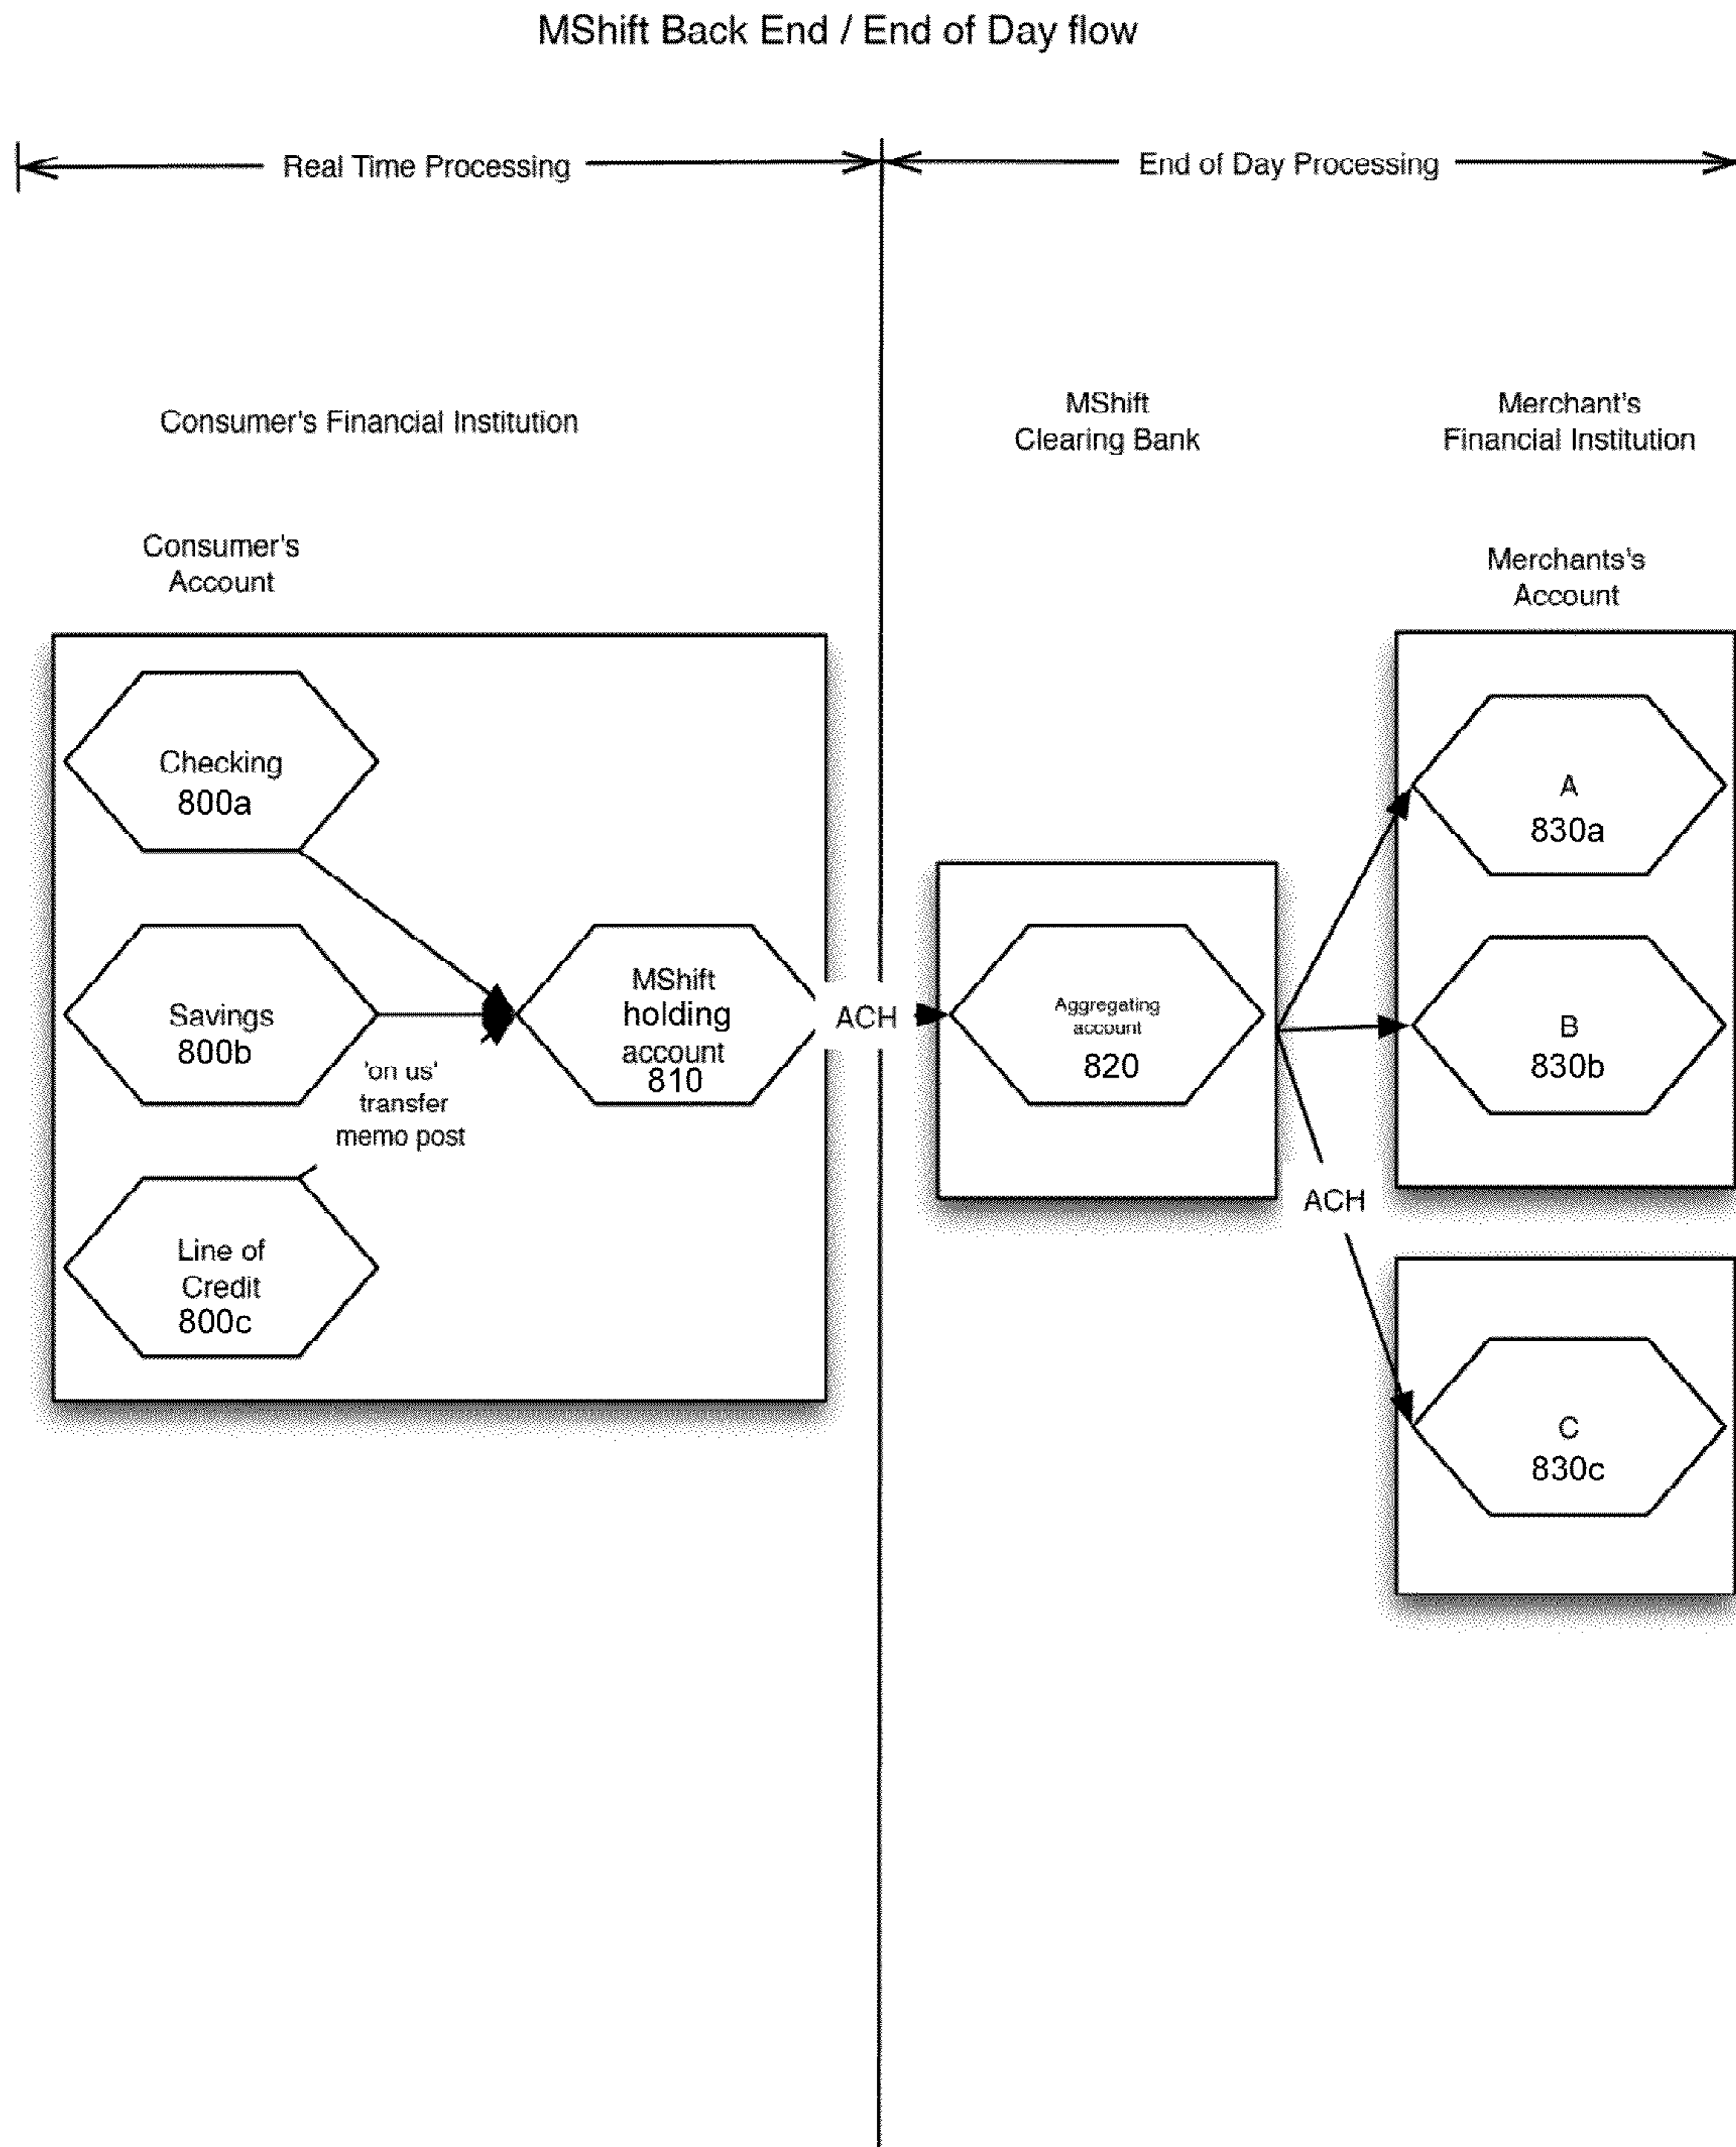 MShift Back End / End of Day flow
Real Time Processing
End of Day Processing
Consumer's Financial Institution
MShift
Clearing Bank
Merchant's
Financial Institution
Consumer's
Account
Merchants's
Account
Checking
800a
Savings
800b
Line of
Credit
800c
'on us'
transfer
memo post
MShift
holding
account
810
ACH
Aggregating
account
820
ACH
A
830a
B
830b
C
830c